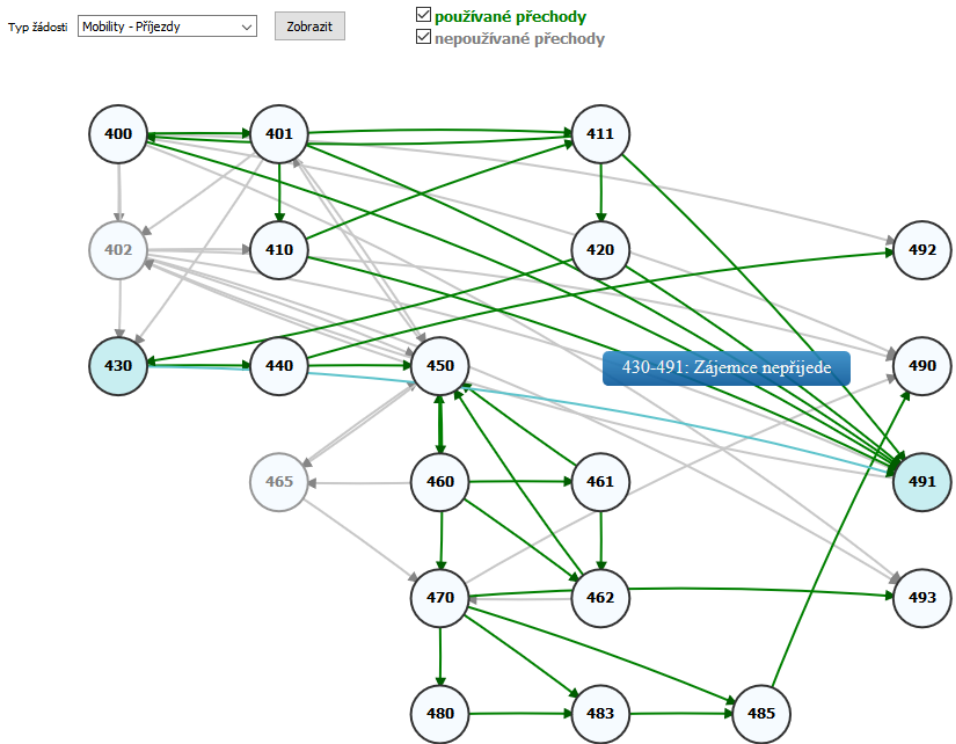 Typ žádosti Mobility - Příjezdy Zobrazit
používané přechody
nepoužívané přechody
400 401 411
402 410 420 492
430 440 450 430-491: Zájemce nepřijede 490
465 460 461 491
470 462 493
480 483 485